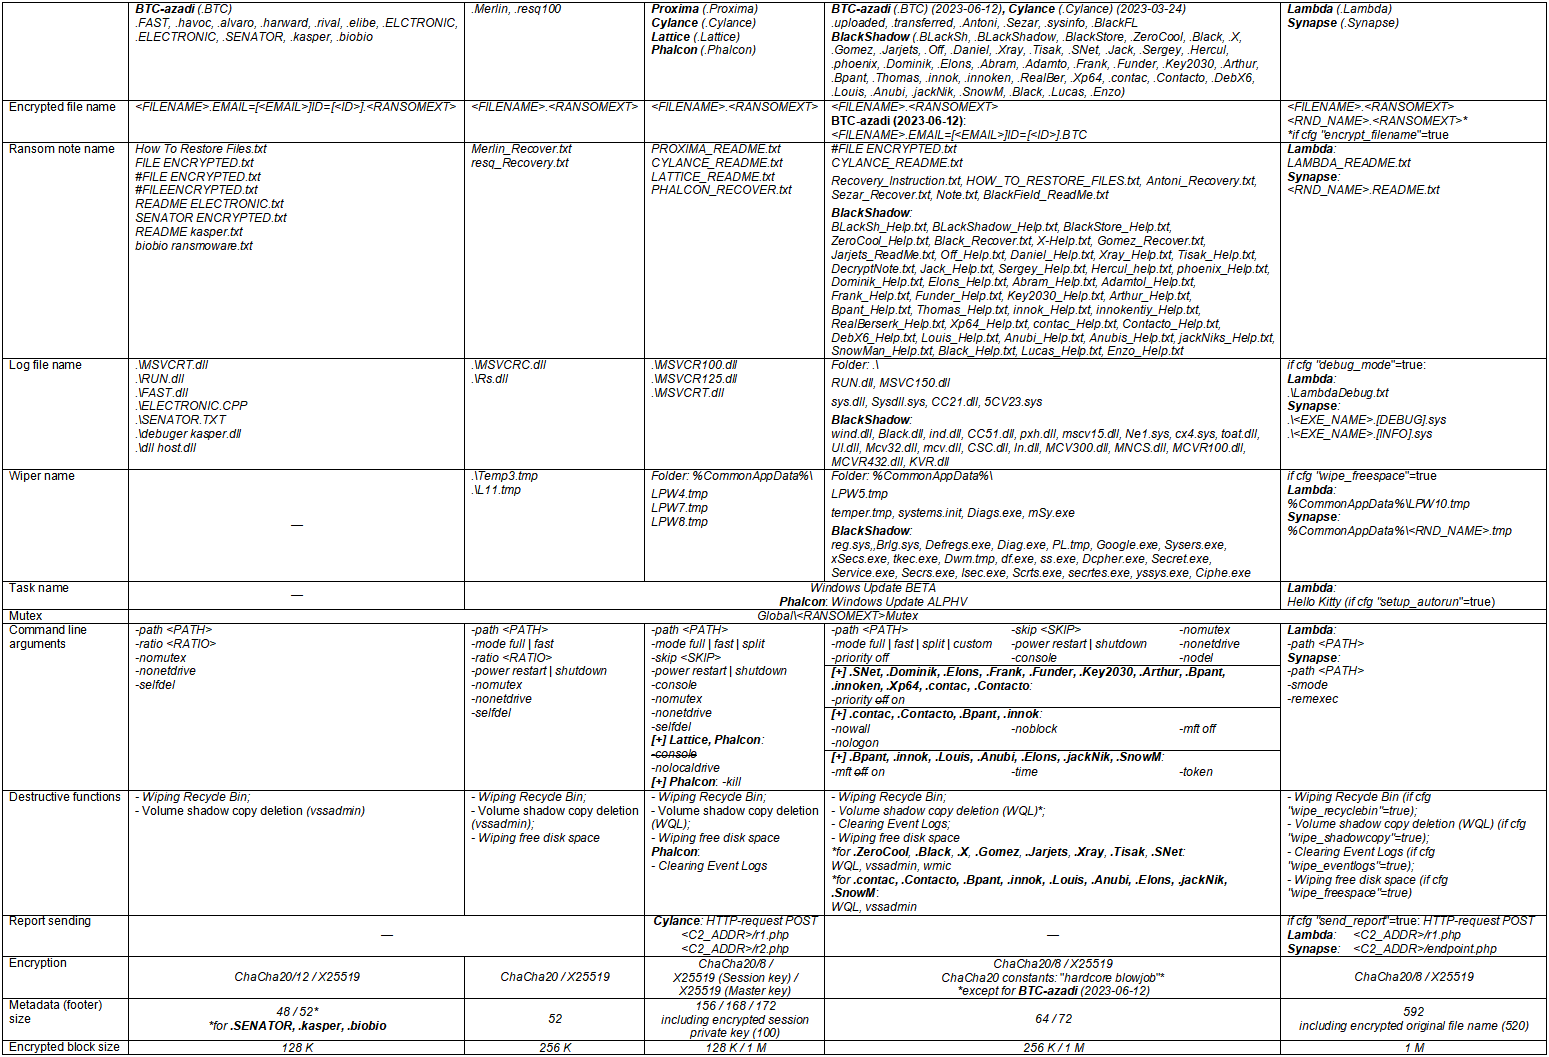 BTC-azadi (.BTC)
.FAST, .havoc, .alvaro, .harward, .rival, .elibe, .ELCTRONIC,
.ELECTRONIC, .SENATOR, .kasper, .biobio
.Merlin, .resq100
Proxima (.Proxima)
Cylance (.Cylance)
Lattice (.Lattice)
Phalcon (.Phalcon)
BTC-azadi (.BTC) (2023-06-12), Cylance (.Cylance) (2023-03-24)
.uploaded, .transferred, .Antoni, .Sezar, .sysinfo, .BlackFL
BlackShadow (.BLackSh, .BLackShadow, .BlackStore, .ZeroCool, .Black, .X,
.Gomez, .Jarjets, .Off, .Daniel, .Xray, .Tisak, .SNet, .Jack, .Sergey, .Hercul,
.phoenix, .Dominik, .Elons, .Abram, .Adamto, .Frank, .Funder, .Key2030, .Arthur,
.Bpant, .Thomas, .innok, .innoken, .RealBer, .Xp64, .contac, .Contacto, .DebX6,
.Louis, .Anubi, .jackNik, .SnowM, .Black, .Lucas, .Enzo)
Lambda (.Lambda)
Synapse (.Synapse)
Encrypted file name
<FILENAME>.EMAIL=[<EMAIL>]ID=[<ID>].<RANSOMEXT>
<FILENAME>.<RANSOMEXT>
<FILENAME>.<RANSOMEXT>
<FILENAME>.<RANSOMEXT>
BTC-azadi (2023-06-12):
<FILENAME>.EMAIL=[<EMAIL>]ID=[<ID>].BTC
<FILENAME>.<RANSOMEXT>
<RND_NAME>.<RANSOMEXT>*
*if cfg "encrypt_filename"=true
Ransom note name
How To Restore Files.txt
FILE ENCRYPTED.txt
#FILE ENCRYPTED.txt
#FILEENCRYPTED.txt
README ELECTRONIC.txt
SENATOR ENCRYPTED.txt
README kasper.txt
biobio ransmoware.txt
Merlin_Recover.txt
resq_Recovery.txt
PROXIMA_README.txt
CYLANCE_README.txt
LATTICE_README.txt
PHALCON_RECOVER.txt
#FILE ENCRYPTED.txt
CYLANCE_README.txt
Recovery_Instruction.txt, HOW_TO_RESTORE_FILES.txt, Antoni_Recovery.txt,
Sezar_Recover.txt, Note.txt, BlackField_ReadMe.txt
BlackShadow:
BLackSh_Help.txt, BLackShadow_Help.txt, BlackStore_Help.txt,
ZeroCool_Help.txt, Black_Recover.txt, X-Help.txt, Gomez_Recover.txt,
Jarjets_ReadMe.txt, Off_Help.txt, Daniel_Help.txt, Xray_Help.txt, Tisak_Help.txt,
DecryptNote.txt, Jack_Help.txt, Sergey_Help.txt, Hercul_help.txt, phoenix_Help.txt,
Dominik_Help.txt, Elons_Help.txt, Abram_Help.txt, Adamtol_Help.txt,
Frank_Help.txt, Funder_Help.txt, Key2030_Help.txt, Arthur_Help.txt,
Bpant_Help.txt, Thomas_Help.txt, innok_Help.txt, innokentiy_Help.txt,
RealBerserk_Help.txt, Xp64_Help.txt, contac_Help.txt, Contacto_Help.txt,
DebX6_Help.txt, Louis_Help.txt, Anubi_Help.txt, Anubis_Help.txt, jackNiks_Help.txt,
SnowMan_Help.txt, Black_Help.txt, Lucas_Help.txt, Enzo_Help.txt
Lambda:
LAMBDA_README.txt
Synapse:
<RND_NAME>.README.txt
Log file name
.\MSVCRT.dll
.\RUN.dll
.\FAST.dll
.\ELECTRONIC.CPP
.\SENATOR.TXT
.\debuger kasper.dll
.\dll host.dll
.\MSVCRC.dll
.\Rs.dll
.\MSVCR100.dll
.\MSVCR125.dll
.\MSVCRT.dll
Folder: .\
RUN.dll, MSVC150.dll
sys.dll, Sysdll.sys, CC21.dll, 5CV23.sys
BlackShadow:
wind.dll, Black.dll, ind.dll, CC51.dll, pxh.dll, mscv15.dll, Ne1.sys, cx4.sys, toat.dll,
UI.dll, Mcv32.dll, mcv.dll, CSC.dll, In.dll, MCV300.dll, MNCS.dll, MCVR100.dll,
MCVR432.dll, KVR.dll
if cfg "debug_mode"=true:
Lambda:
.\LambdaDebug.txt
Synapse:
.\<EXE_NAME>.[DEBUG].sys
.\<EXE_NAME>.[INFO].sys
Wiper name
—
.\Temp3.tmp
.\L11.tmp
Folder: %CommonAppData%\
LPW4.tmp
LPW7.tmp
LPW8.tmp
Folder: %CommonAppData%\
LPW5.tmp
temper.tmp, systems.init, Diags.exe, mSy.exe
BlackShadow:
reg.sys,,Brlg.sys, Defregs.exe, Diag.exe, PL.tmp, Google.exe, Sysers.exe,
xSecs.exe, tkec.exe, Dwm.tmp, df.exe, ss.exe, Dcpher.exe, Secret.exe,
Service.exe, Secrs.exe, Isec.exe, Scrts.exe, secrtes.exe, yssys.exe, Ciphe.exe
if cfg "wipe_freespace"=true
Lambda:
%CommonAppData%\LPW10.tmp
Synapse:
%CommonAppData%\<RND_NAME>.tmp
Task name
—
Windows Update BETA
Phalcon: Windows Update ALPHV
Lambda:
Hello Kitty (if cfg "setup_autorun"=true)
Mutex
Global\<RANSOMEXT>Mutex
Command line
arguments
-path <PATH>
-ratio <RATIO>
-nomutex
-nonetdrive
-selfdel
-path <PATH>
-mode full | fast
-ratio <RATIO>
-power restart | shutdown
-nomutex
-nonetdrive
-selfdel
-path <PATH>
-mode full | fast | split
-skip <SKIP>
-power restart | shutdown
-console
-nomutex
-nonetdrive
-selfdel
[+] Lattice, Phalcon:
-console
-nolocaldrive
[+] Phalcon: -kill
-path <PATH> -skip <SKIP> -nomutex
-mode full | fast | split | custom -power restart | shutdown -nonetdrive
-priority off -console -nodel
[+] .SNet, .Dominik, .Elons, .Frank, .Funder, .Key2030, .Arthur, .Bpant,
.innoken, .Xp64, .contac, .Contacto:
-priority off on
[+] .contac, .Contacto, .Bpant, .innok:
-nowall -noblock -mft off
-nologon
[+] .Bpant, .innok, .Louis, .Anubi, .Elons, .jackNik, .SnowM:
-mft off on -time -token
Lambda:
-path <PATH>
Synapse:
-path <PATH>
-smode
-remexec
Destructive functions
- Wiping Recycle Bin;
- Volume shadow copy deletion (vssadmin)
- Wiping Recycle Bin;
- Volume shadow copy deletion
(vssadmin);
- Wiping free disk space
- Wiping Recycle Bin;
- Volume shadow copy deletion
(WQL);
- Wiping free disk space
Phalcon:
- Clearing Event Logs
- Wiping Recycle Bin;
- Volume shadow copy deletion (WQL)*;
- Clearing Event Logs;
- Wiping free disk space
*for .ZeroCool, .Black, .X, .Gomez, .Jarjets, .Xray, .Tisak, .SNet:
WQL, vssadmin, wmic
*for .contac, .Contacto, .Bpant, .innok, .Louis, .Anubi, .Elons, .jackNik,
.SnowM:
WQL, vssadmin
- Wiping Recycle Bin (if cfg
"wipe_recyclebin"=true);
- Volume shadow copy deletion (WQL) (if cfg
"wipe_shadowcopy"=true);
- Clearing Event Logs (if cfg
"wipe_eventlogs"=true);
- Wiping free disk space (if cfg
"wipe_freespace"=true)
Report sending
—
Cylance: HTTP-request POST
<C2_ADDR>/r1.php
<C2_ADDR>/r2.php
—
if cfg "send_report"=true: HTTP-request POST
Lambda: <C2_ADDR>/r1.php
Synapse: <C2_ADDR>/endpoint.php
Encryption
ChaCha20/12 / X25519
ChaCha20 / X25519
ChaCha20/8 /
X25519 (Session key) /
X25519 (Master key)
ChaCha20/8 / X25519
ChaCha20 constants: "hardcore blowjob"*
*except for BTC-azadi (2023-06-12)
ChaCha20/8 / X25519
Metadata (footer)
size
48 / 52*
*for .SENATOR, .kasper, .biobio
52
156 / 168 / 172
including encrypted session
private key (100)
64 / 72
592
including encrypted original file name (520)
Encrypted block size
128 K
256 K
128 K / 1 M
256 K / 1 M
1 M